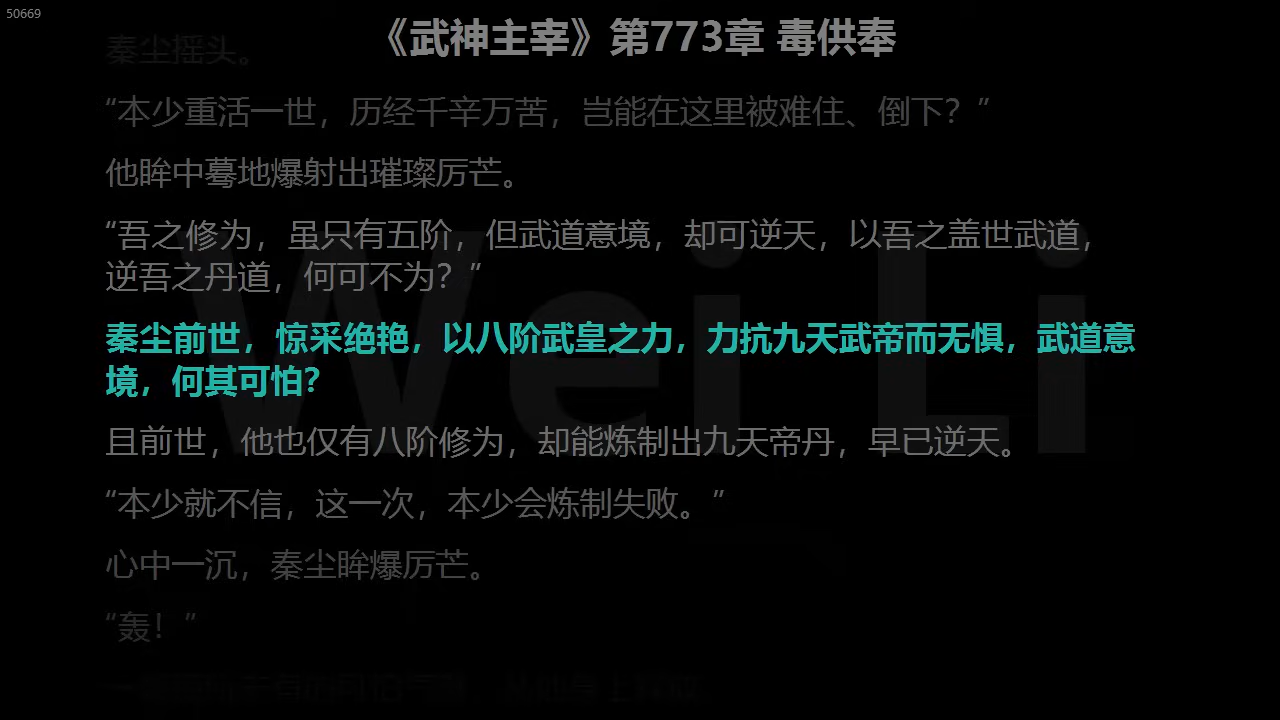 50669
《武神主宰》第773章 毒供奉
秦尘摇头。
“本少重活一世，历经千辛万苦，岂能在这里被难住、倒下？”
他眸中蓦地爆射出璀璨厉芒。
“吾之修为，虽只有五阶，但武道意境，却可逆天，以吾之盖世武道，
逆吾之丹道，何可不为？”
秦尘前世，惊采绝艳，以八阶武皇之力，力抗九天武帝而无惧，武道意
境，何其可怕？
且前世，他也仅有八阶修为，却能炼制出九天帝丹，早已逆天。
“本少就不信，这一次，本少会炼制失败。”
心中一沉，秦尘眸爆厉芒。
“轰！”
Wei Li